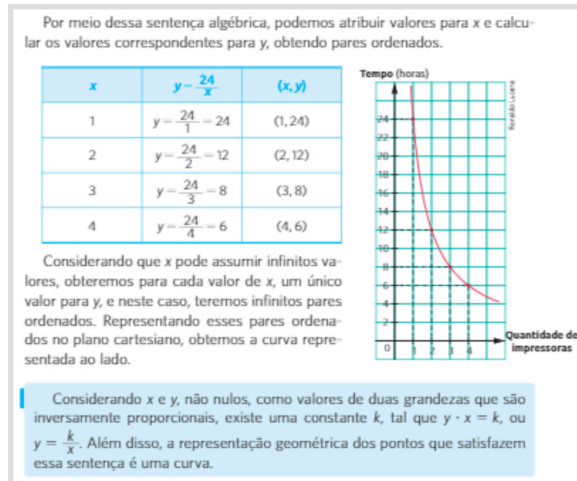 Por meio dessa sentença algébrica, podemos atribuir valores para x e calcu-
lar os valores correspondentes para y, obtendo pares ordenados.
x y = 24/x (x, y)
1 y = 24/1 = 24 (1, 24)
2 y = 24/2 = 12 (2, 12)
3 y = 24/3 = 8 (3, 8)
4 y = 24/4 = 6 (4, 6)
Considerando que x pode assumir infinitos va-
lores, obteremos para cada valor de x, um único
valor para y, e neste caso, teremos infinitos pares
ordenados. Representando esses pares ordena-
dos no plano cartesiano, obtemos a curva repre-
sentada ao lado.
Tempo (horas)
24
22
20
18
16
14
12
10
8
6
4
2
0 1 2 3 4
Quantidade de
impressoras
Ronaldo Lucena
Considerando x e y, não nulos, como valores de duas grandezas que são
inversamente proporcionais, existe uma constante k, tal que y · x = k, ou
y = k/x. Além disso, a representação geométrica dos pontos que satisfazem
essa sentença é uma curva.